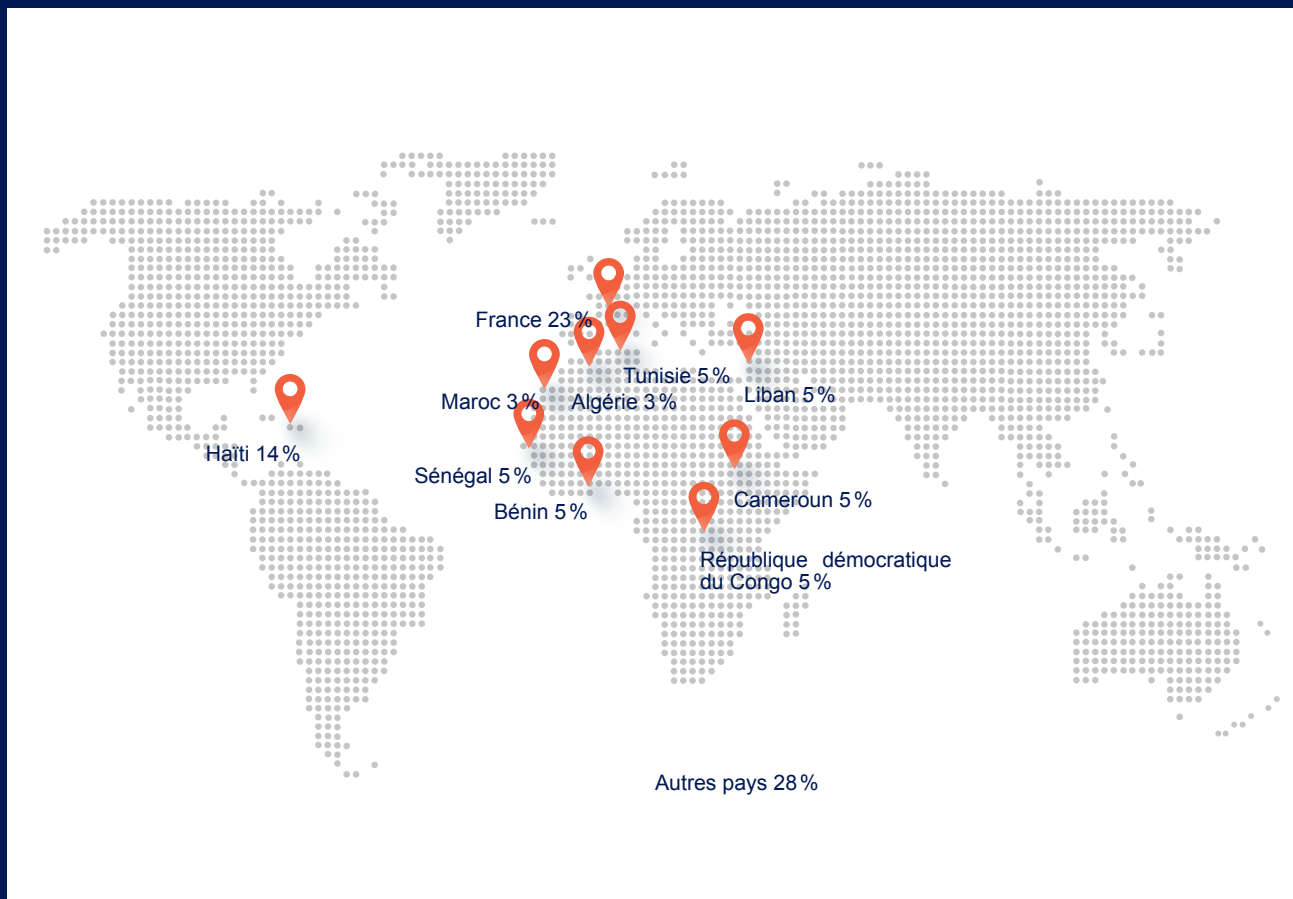 France 23 %
Tunisie 5 %
Liban 5 %
Maroc 3 %
Algérie 3 %
Haïti 14 %
Sénégal 5 %
Bénin 5 %
Cameroun 5 %
République démocratique
du Congo 5 %
Autres pays 28 %